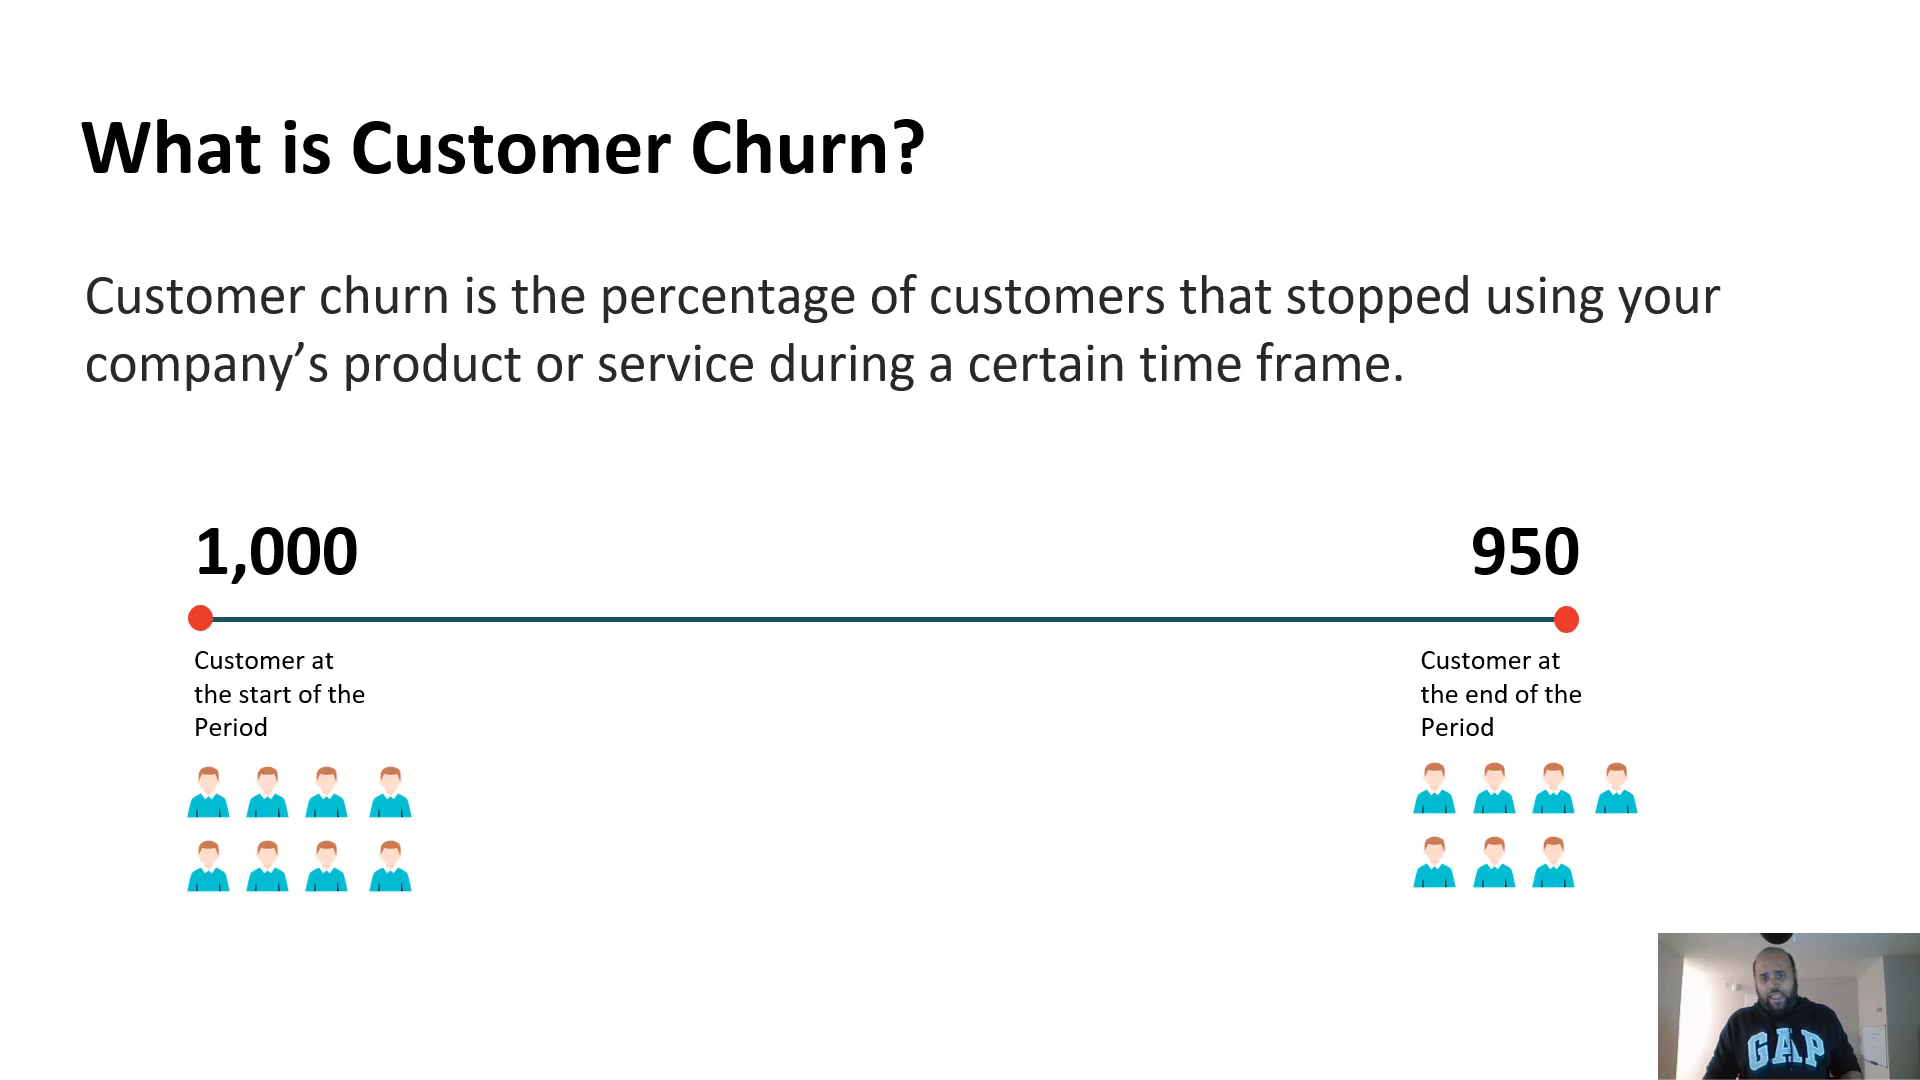 What is Customer Churn?
Customer churn is the percentage of customers that stopped using your
company’s product or service during a certain time frame.
1,000
950
Customer at
the start of the
Period
Customer at
the end of the
Period
GAP